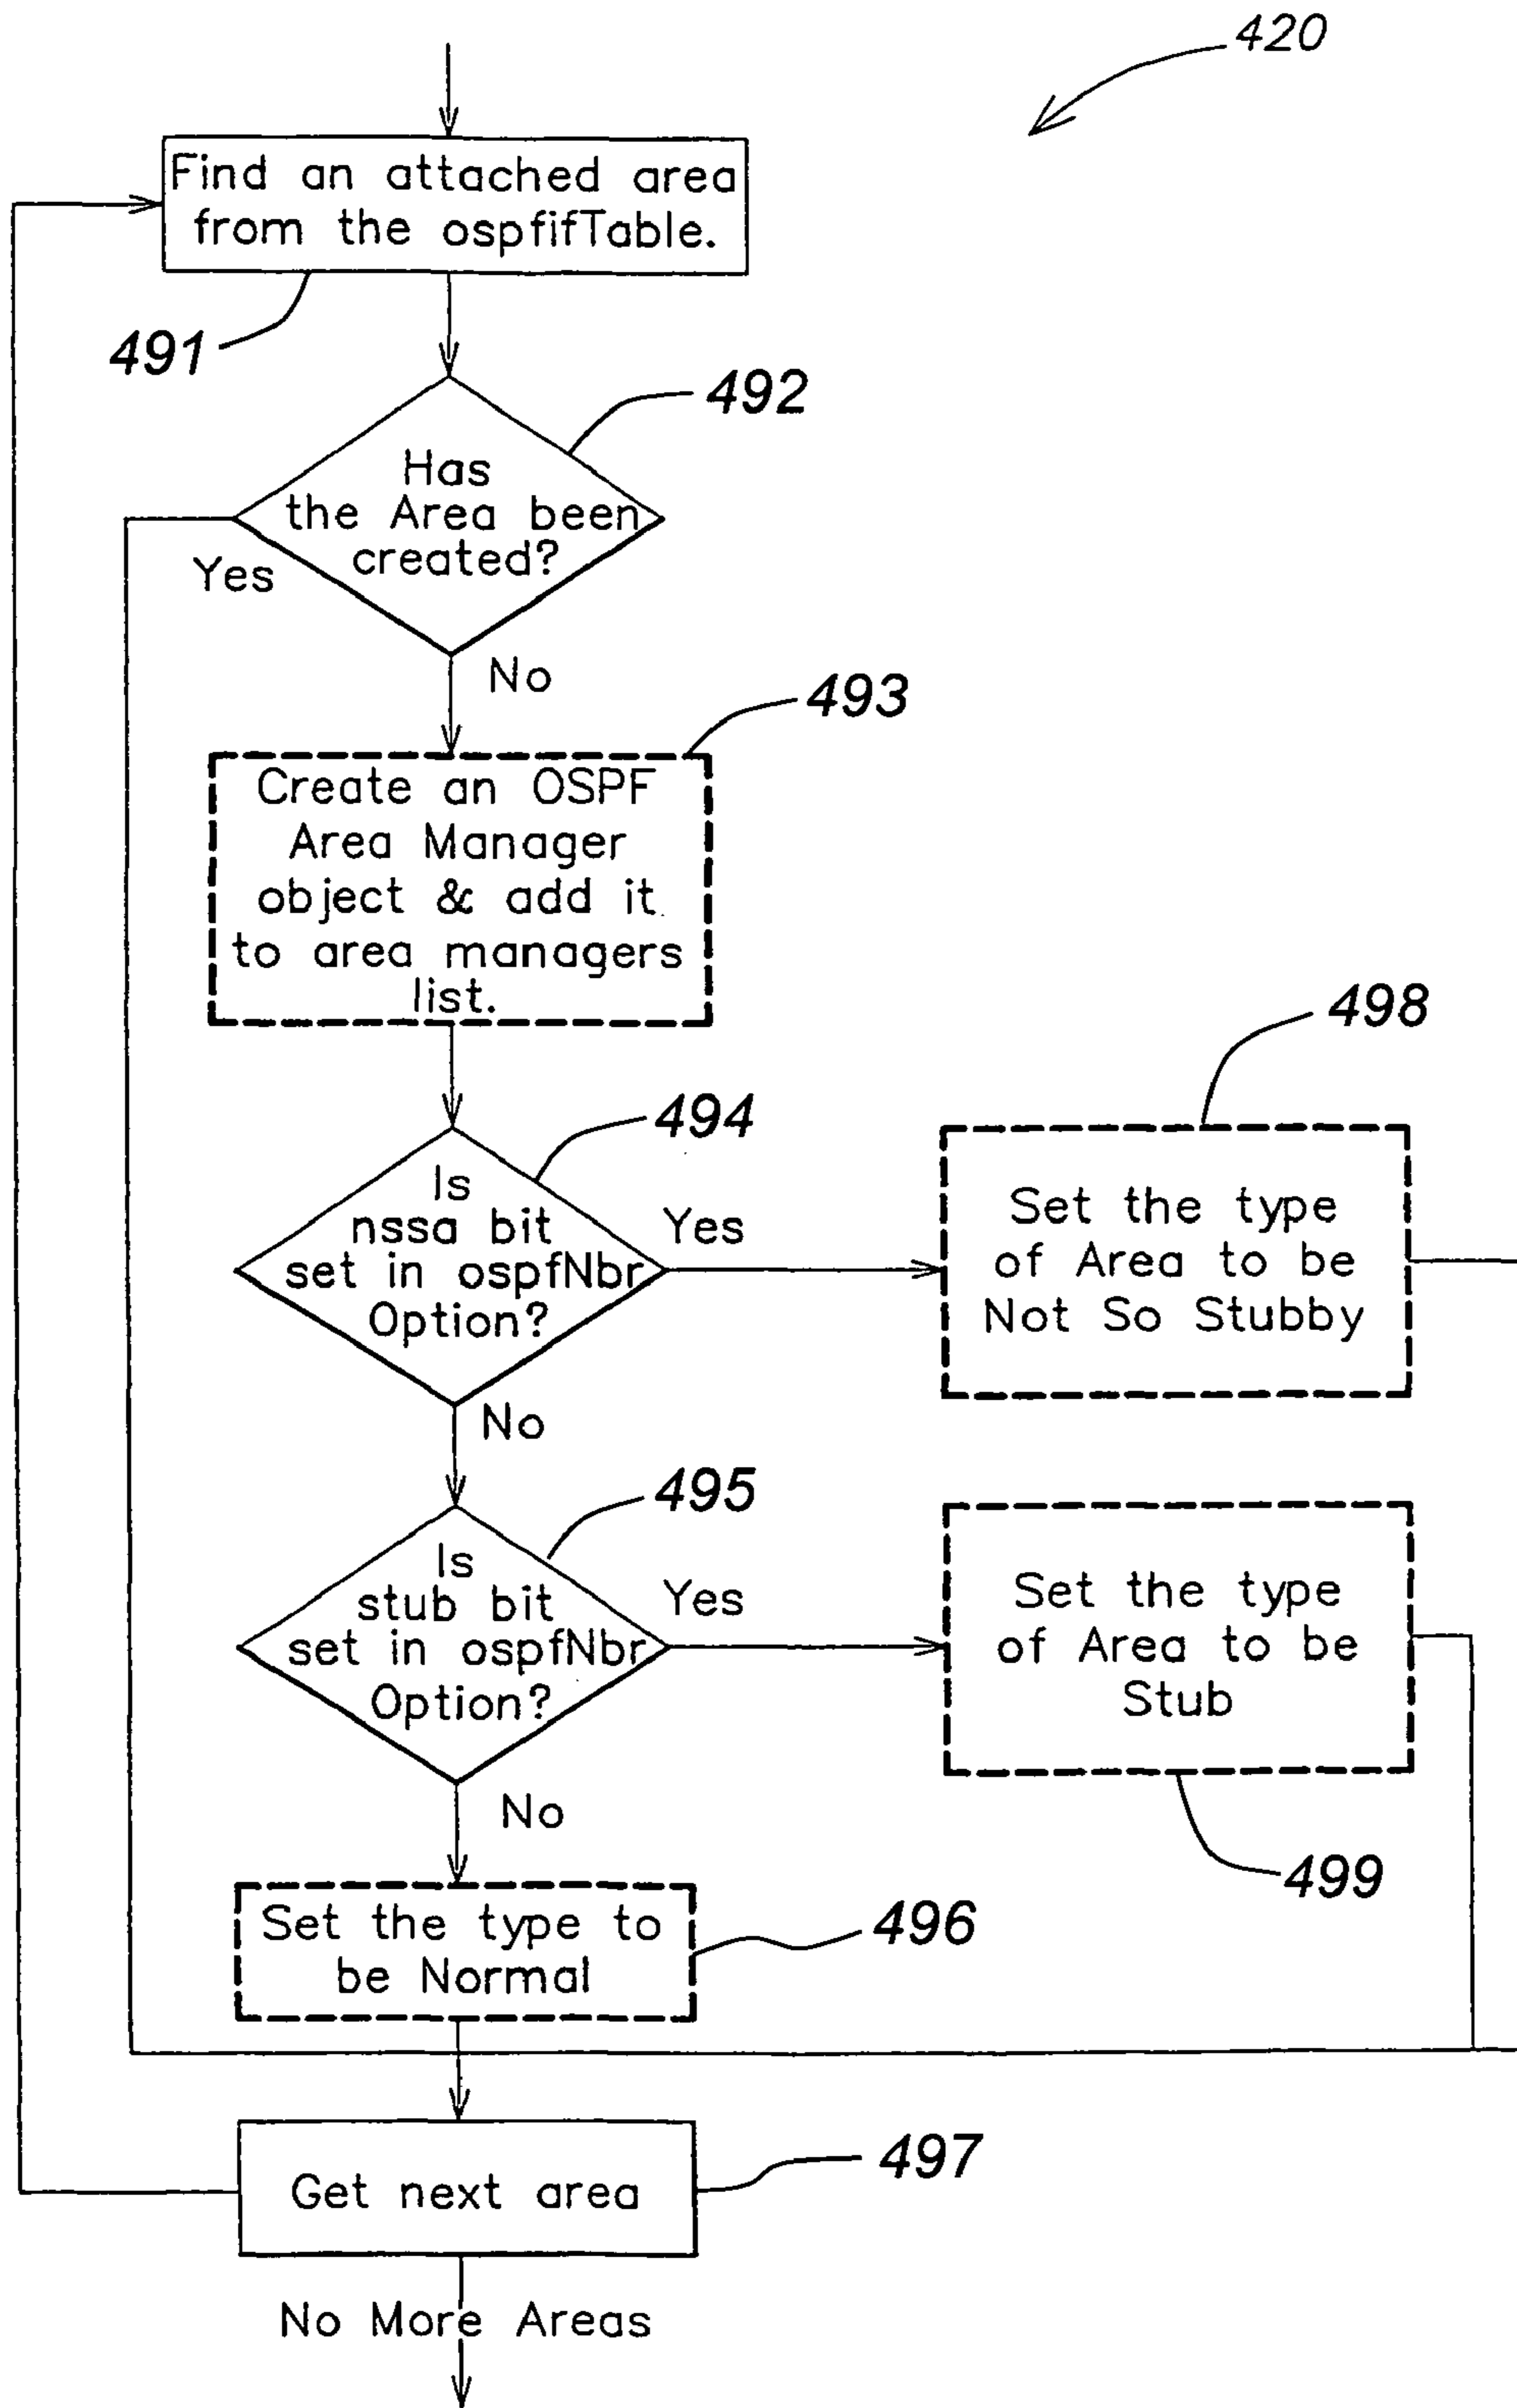 420
Find an attached area
from the ospfifTable.
491
492
Has
the Area been
created?
Yes
No
493
Create an OSPF
Area Manager
object & add it
to area managers
list.
498
494
Is
nssa bit
set in ospfNbr
Option?
Yes
Set the type
of Area to be
Not So Stubby
No
495
Is
stub bit
set in ospfNbr
Option?
Yes
Set the type
of Area to be
Stub
No
499
Set the type to
be Normal
496
497
Get next area
No More Areas